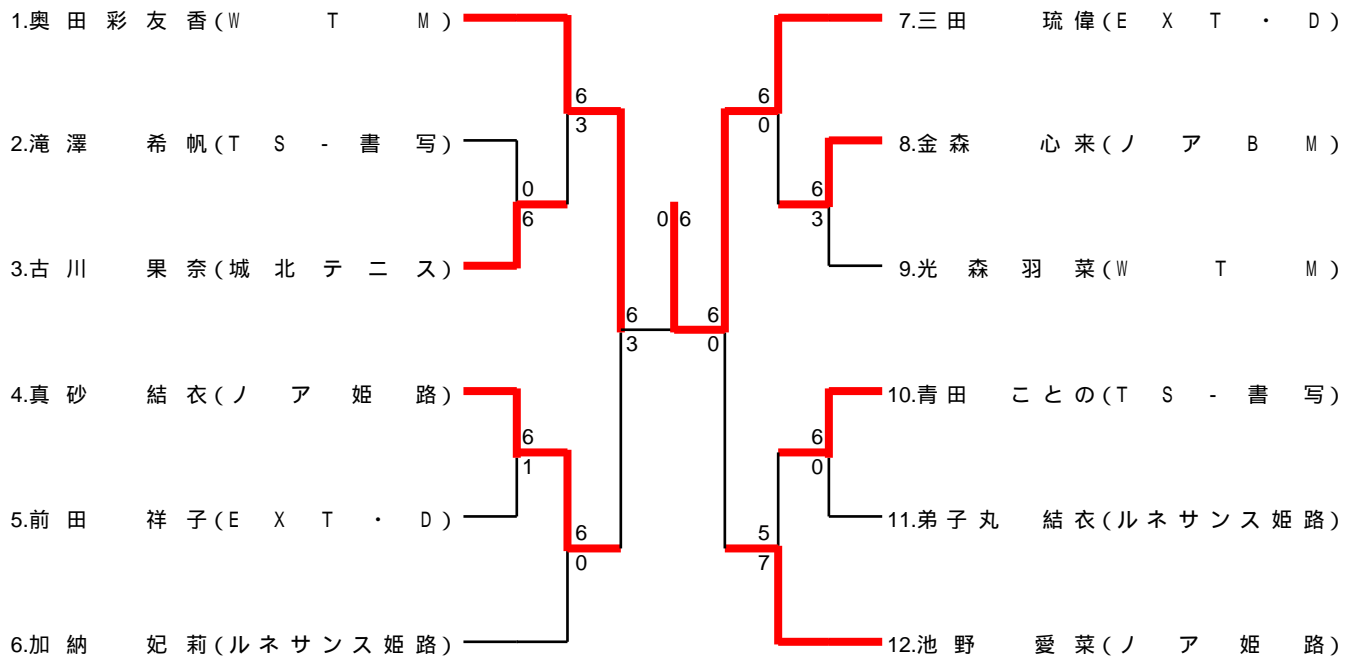 1.奥田彩友香(WTM)
2.滝澤 希帆(TS-書写)
3.古川 果奈(城北テニス)
4.真砂 結衣(ノア姫路)
5.前田 祥子(EXT・D)
6.加納 妃莉(ルネサンス姫路)
6
3
0
6
6
1
6
0
6
3
0 6
6
0
6
0
6
3
6
0
5
7
7.三田 琉偉(EXT・D)
8.金森 心来(ノアBM)
9.光森羽菜(WTM)
10.青田 ことの(TS-書写)
11.弟子丸 結衣(ルネサンス姫路)
12.池野 愛菜(ノア姫路)